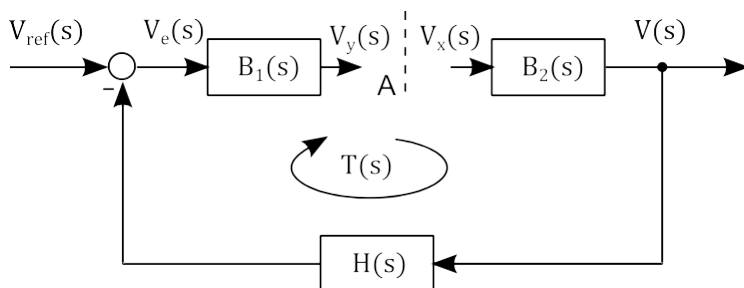 V_ref(s)
V_e(s)
B_1(s)
V_y(s)
A
V_x(s)
B_2(s)
V(s)
-
T(s)
H(s)